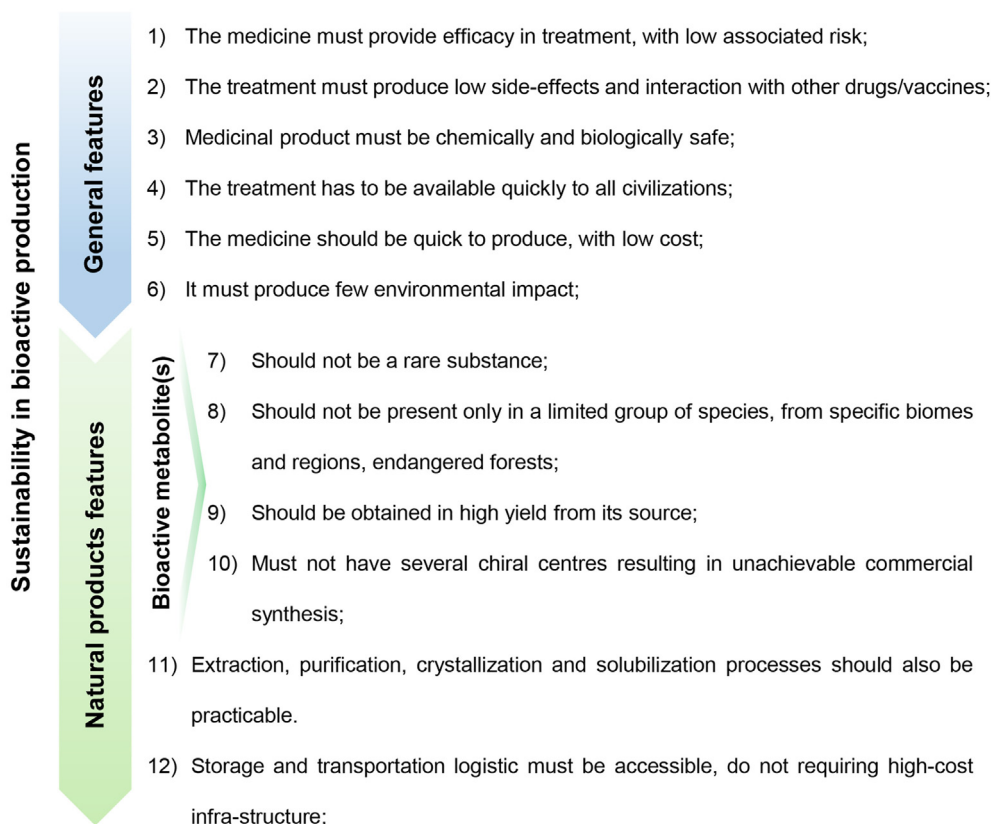 Sustainability in bioactive production
General features
1) The medicine must provide efficacy in treatment, with low associated risk;
2) The treatment must produce low side-effects and interaction with other drugs/vaccines;
3) Medicinal product must be chemically and biologically safe;
4) The treatment has to be available quickly to all civilizations;
5) The medicine should be quick to produce, with low cost;
6) It must produce few environmental impact;
Natural products features
Bioactive metabolite(s)
7) Should not be a rare substance;
8) Should not be present only in a limited group of species, from specific biomes
and regions, endangered forests;
9) Should be obtained in high yield from its source;
10) Must not have several chiral centres resulting in unachievable commercial
synthesis;
11) Extraction, purification, crystallization and solubilization processes should also be
practicable.
12) Storage and transportation logistic must be accessible, do not requiring high-cost
infra-structure;